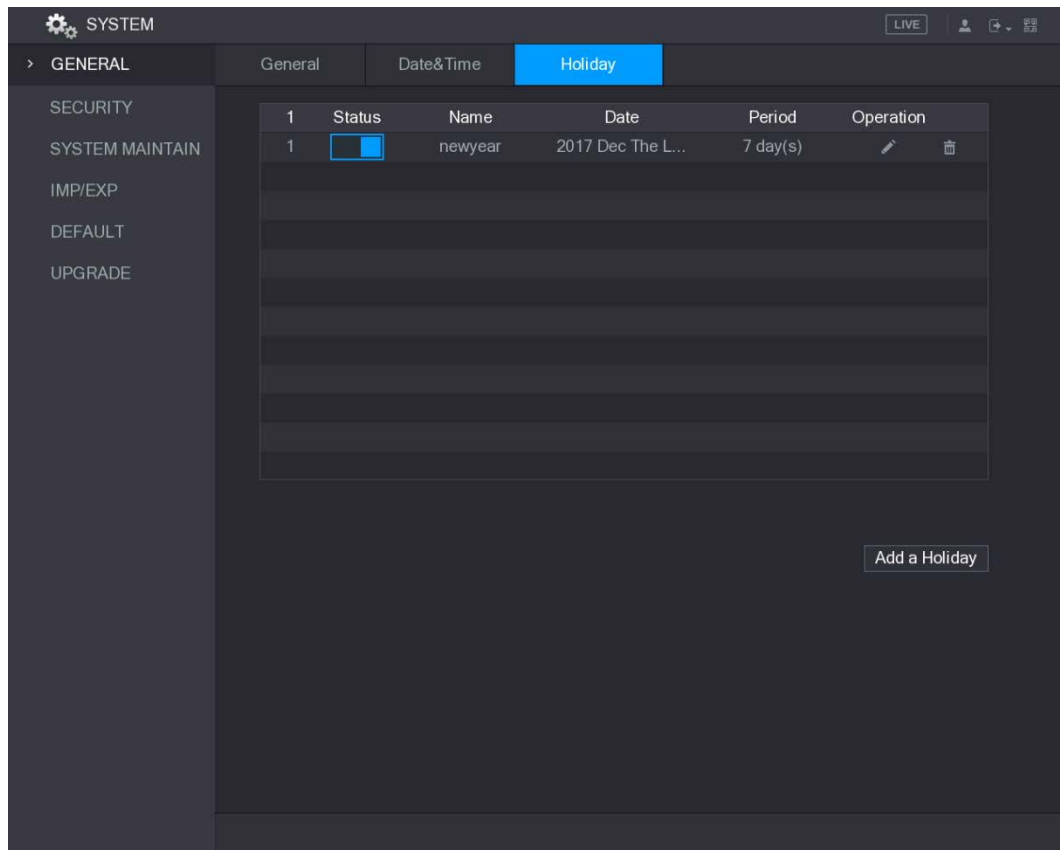 SYSTEM
LIVE
GENERAL
General Date&Time Holiday
SECURITY
SYSTEM MAINTAIN
IMP/EXP
DEFAULT
UPGRADE
1 Status Name Date Period Operation
1 newyear 2017 Dec The L... 7 day(s)
Add a Holiday